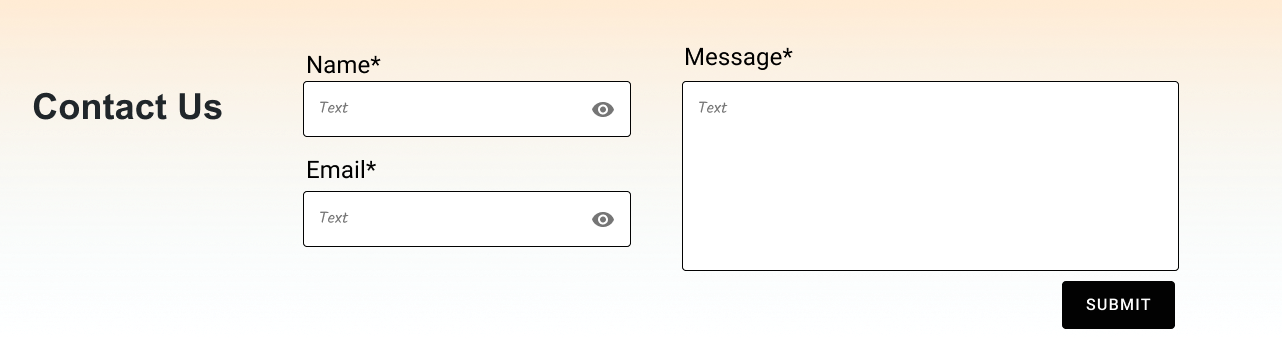 Contact Us
Name*
Text
Email*
Text
Message*
Text
SUBMIT